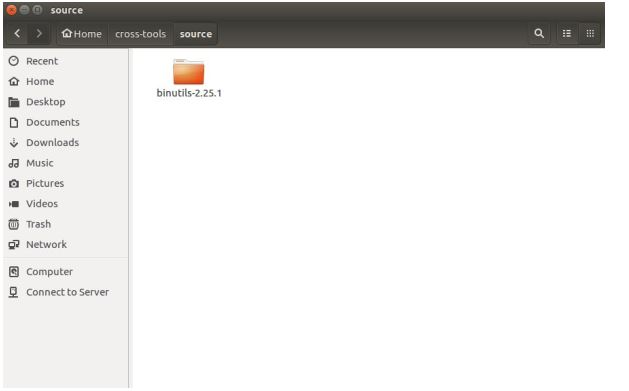 source
Home cross-tools source
Recent
Home
Desktop
Documents
Downloads
Music
Pictures
Videos
Trash
Network
Computer
Connect to Server
binutils-2.25.1